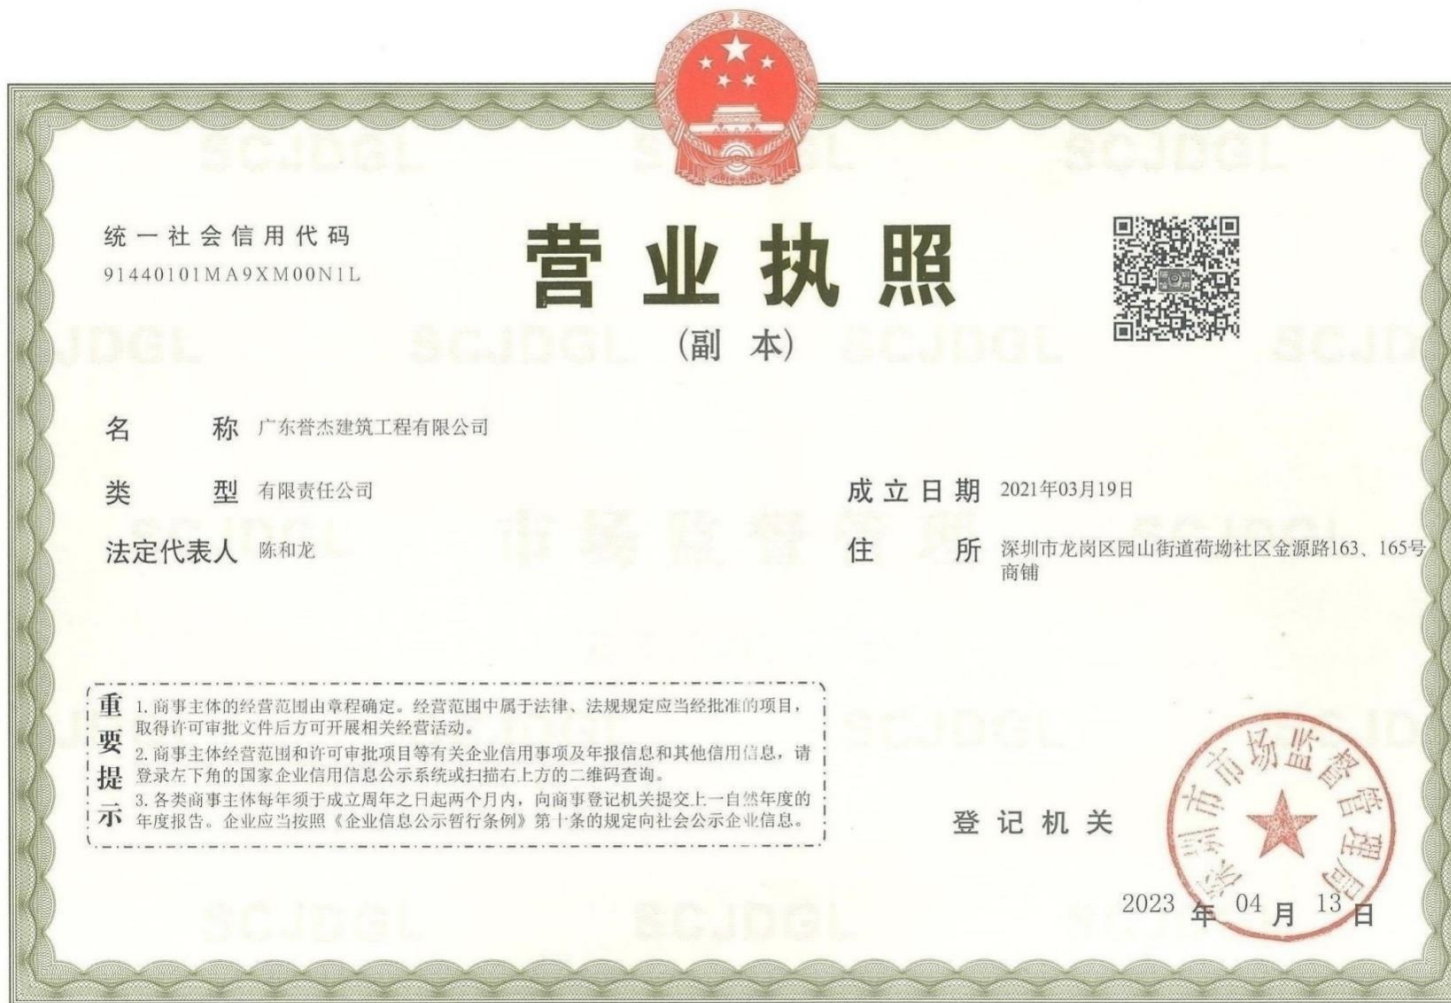 统一社会信用代码
91440101MA9XM00N1L
营业执照
(副 本)
名 称 广东誉杰建筑工程有限公司
类 型 有限责任公司
法定代表人 陈和龙
成立日期 2021年03月19日
住 所 深圳市龙岗区园山街道荷坳社区金源路163、165号
商铺
重要提示
1. 商事主体的经营范围由章程确定。经营范围中属于法律、法规规定应当经批准的项目，
取得许可审批文件后方可开展相关经营活动。
2. 商事主体经营范围和许可审批项目等有关企业信用事项及年报信息和其他信用信息，请
登录左下角的国家企业信用信息公示系统或扫描右上方的二维码查询。
3. 各类商事主体每年须于成立周年之日起两个月内，向商事登记机关提交上一自然年度的
年度报告。企业应当按照《企业信息公示暂行条例》第十条的规定向社会公示企业信息。
登记机关
深圳市市场监督管理局
2023 年 04 月 13 日
SCJDGL
市场监督管理